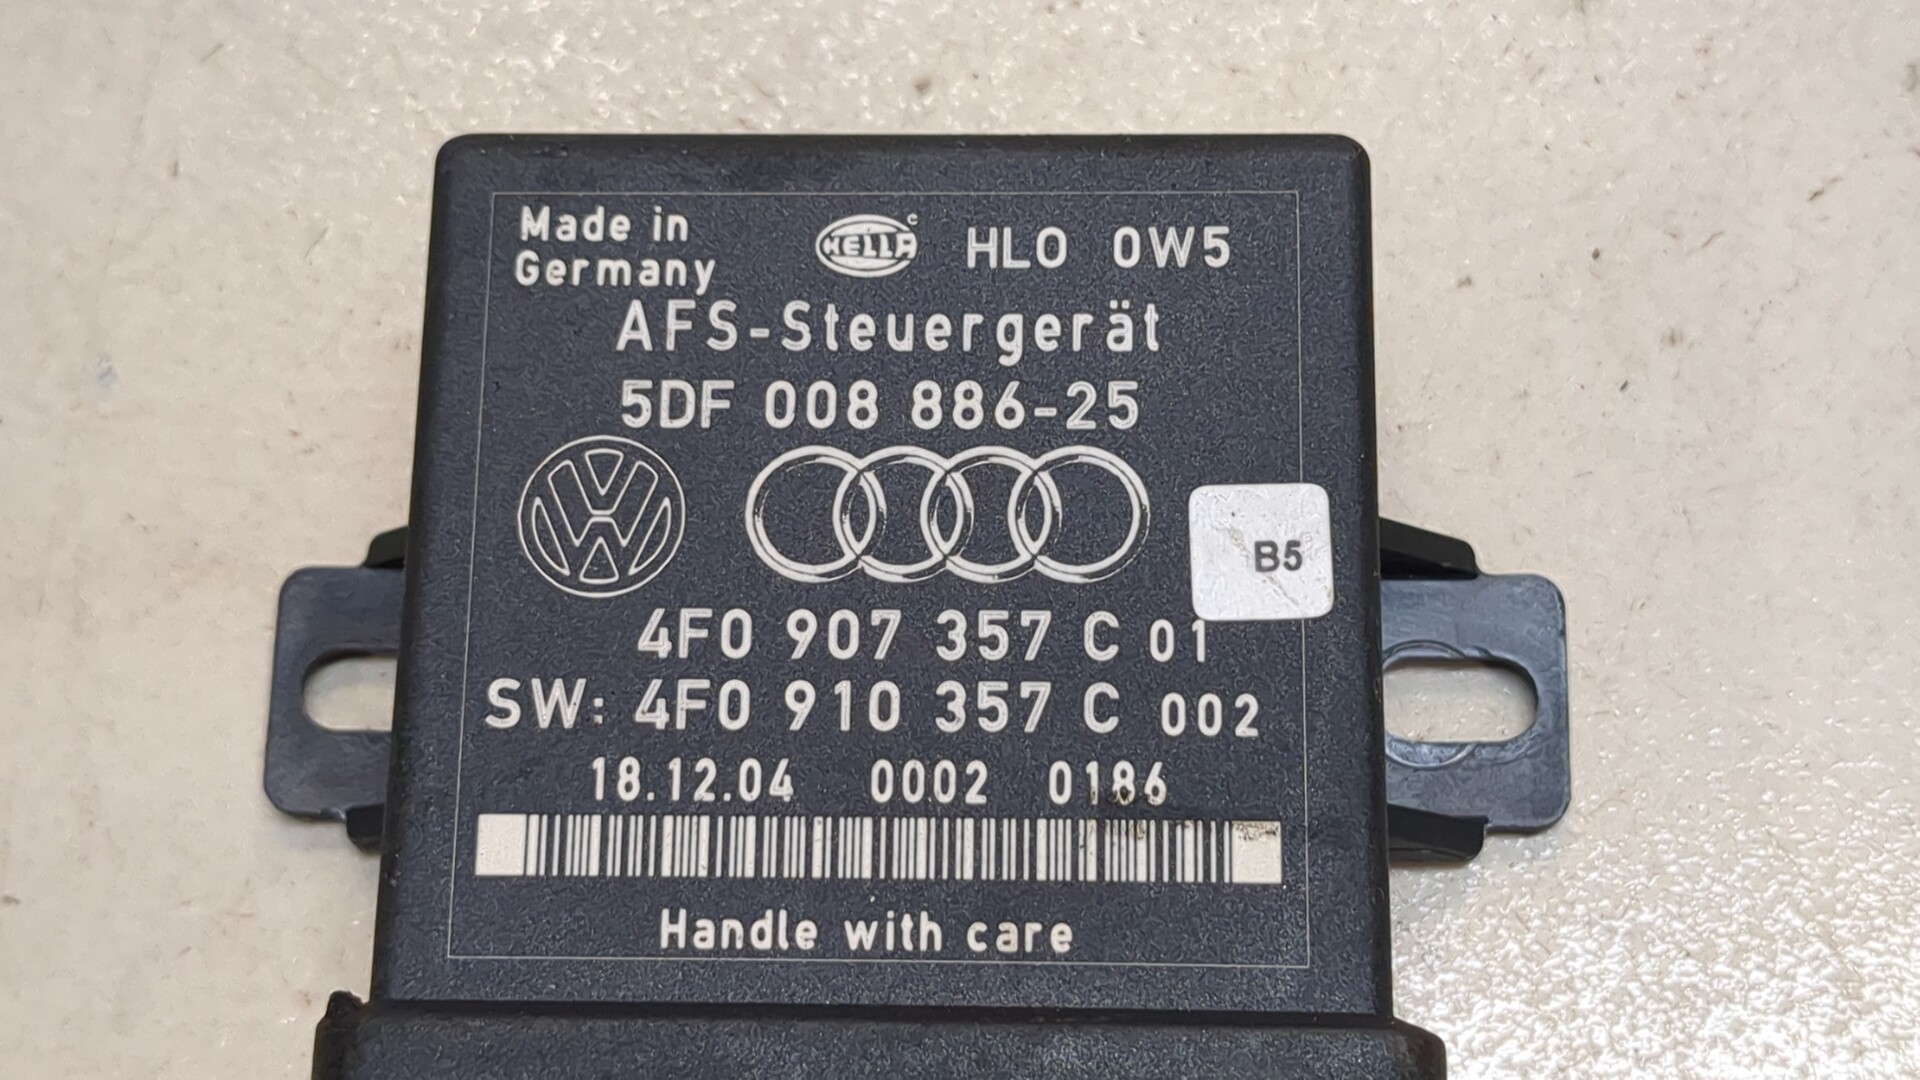 Made in
Germany
HELLA
HL0 0W5
AFS-Steuergerät
5DF 008 886-25
B5
4F0 907 357 C 01
SW: 4F0 910 357 C 002
18.12.04 0002 0186
Handle with care